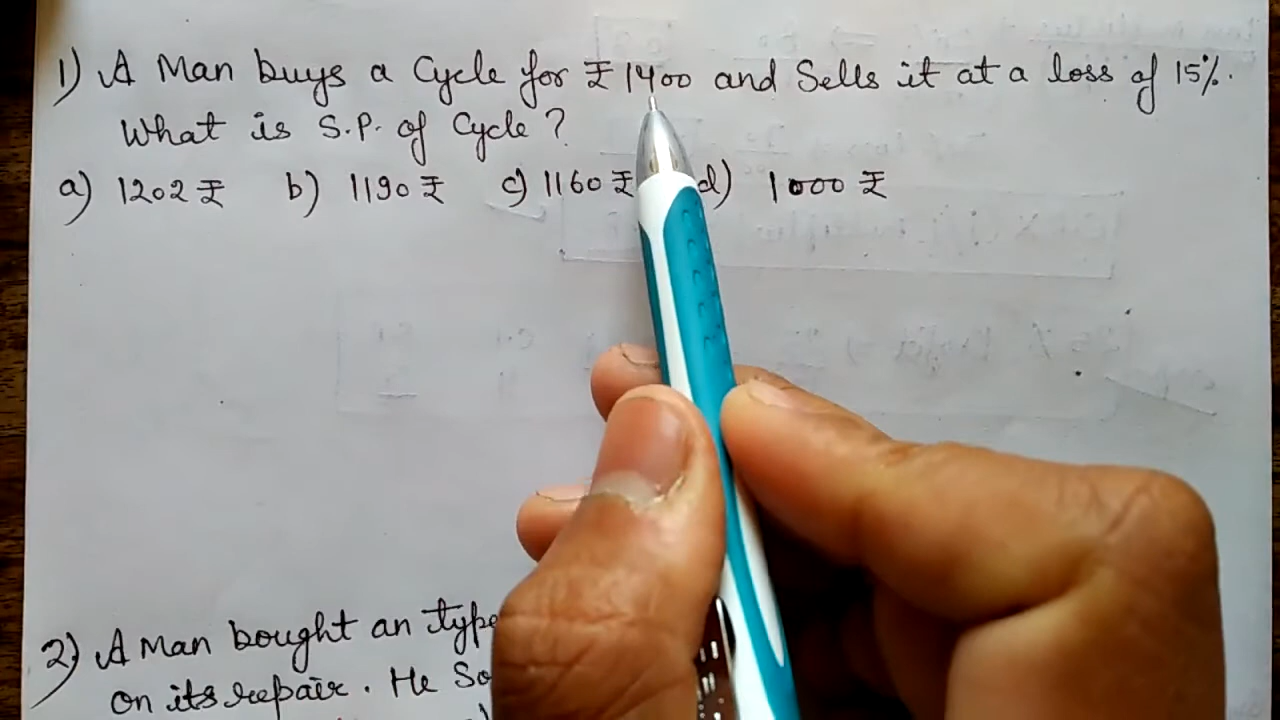 1) A Man buys a Cycle for ₹ 1400 and Sells it at a loss of 15%.
What is S.P. of Cycle ?
a) 1202 ₹ b) 1190 ₹ c) 1160 ₹ d) 1000 ₹
2) A Man bought an
on its repair. He